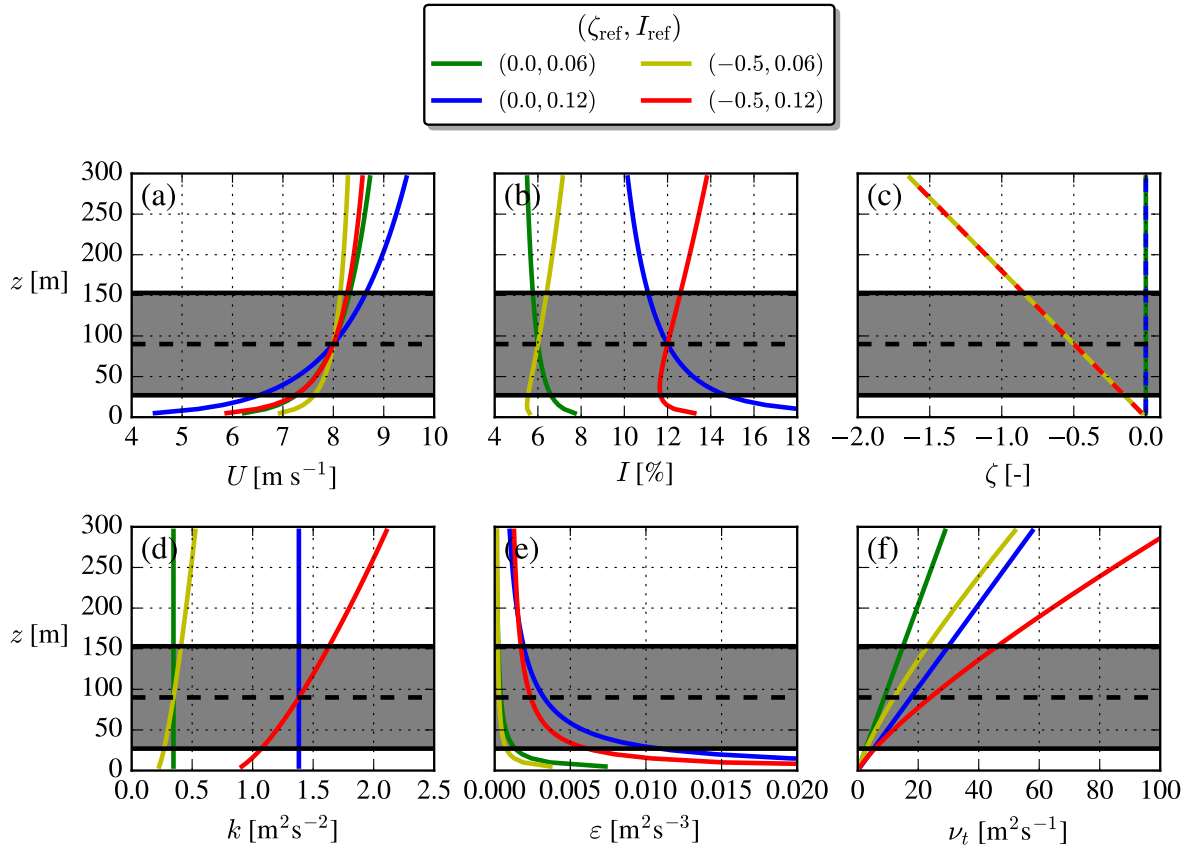 (ζref, Iref)
(0.0, 0.06)
(−0.5, 0.06)
(0.0, 0.12)
(−0.5, 0.12)
300
250
200
150
100
50
0
z [m]
(a)
4 5 6 7 8 9 10
U [m s⁻¹]
(b)
4 6 8 10 12 14 16 18
I [%]
(c)
−2.0 −1.5 −1.0 −0.5 0.0
ζ [-]
300
250
200
150
100
50
0
z [m]
(d)
0.0 0.5 1.0 1.5 2.0 2.5
k [m²s⁻²]
(e)
0.000 0.005 0.010 0.015 0.020
ε [m²s⁻³]
(f)
0 20 40 60 80 100
νt [m²s⁻¹]